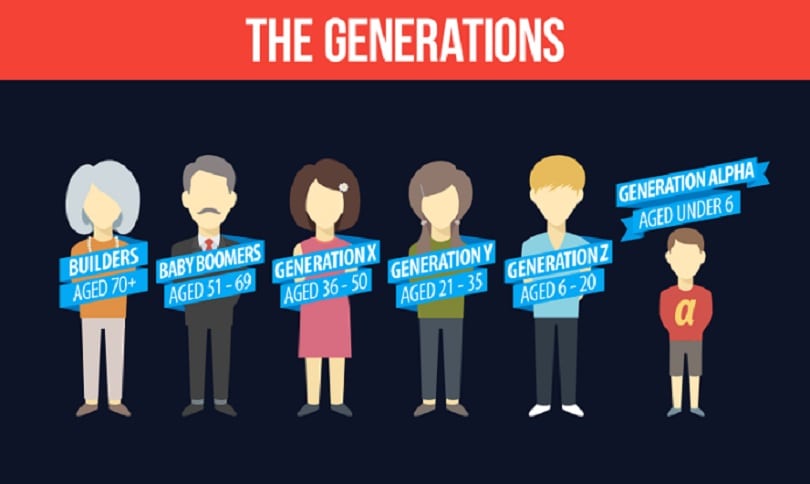 THE GENERATIONS
BUILDERS
AGED 70+
BABY BOOMERS
AGED 51 – 69
GENERATION X
AGED 36 – 50
GENERATION Y
AGED 21 – 35
GENERATION Z
AGED 6 – 20
GENERATION ALPHA
AGED UNDER 6
a